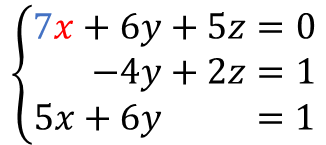 7x + 6y + 5z = 0
−4y + 2z = 1
5x + 6y = 1